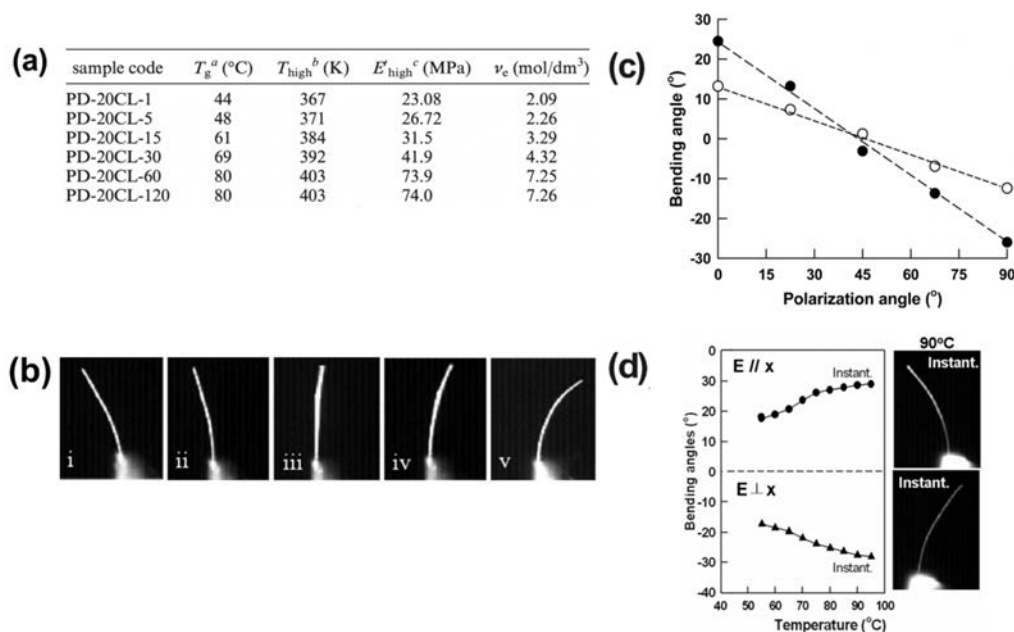 (a)
sample code Tgᵃ (°C) Thighᵇ (K) E'highᶜ (MPa) νe (mol/dm³)
PD-20CL-1 44 367 23.08 2.09
PD-20CL-5 48 371 26.72 2.26
PD-20CL-15 61 384 31.5 3.29
PD-20CL-30 69 392 41.9 4.32
PD-20CL-60 80 403 73.9 7.25
PD-20CL-120 80 403 74.0 7.26
(b)
i
ii
iii
iv
v
(c)
Bending angle (°)
30
20
10
0
-10
-20
-30
0 15 30 45 60 75 90
Polarization angle (°)
(d)
Bending angles (°)
0
30
20
10
0
-10
-20
-30
-40
E // x
Instant.
E ⊥ x
Instant.
40 50 60 70 80 90 100
Temperature (°C)
90°C
Instant.
Instant.